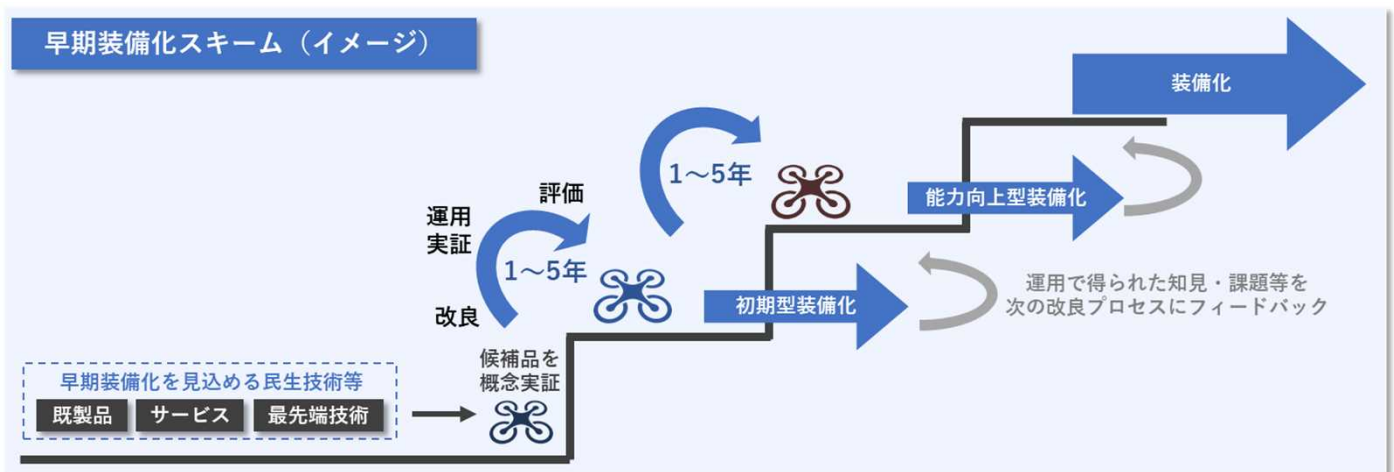 早期装備化スキーム（イメージ）
装備化
1～5年
評価
運用
実証
能力向上型装備化
1～5年
改良
初期型装備化
運用で得られた知見・課題等を
次の改良プロセスにフィードバック
候補品を
概念実証
早期装備化を見込める民生技術等
既製品 サービス 最先端技術